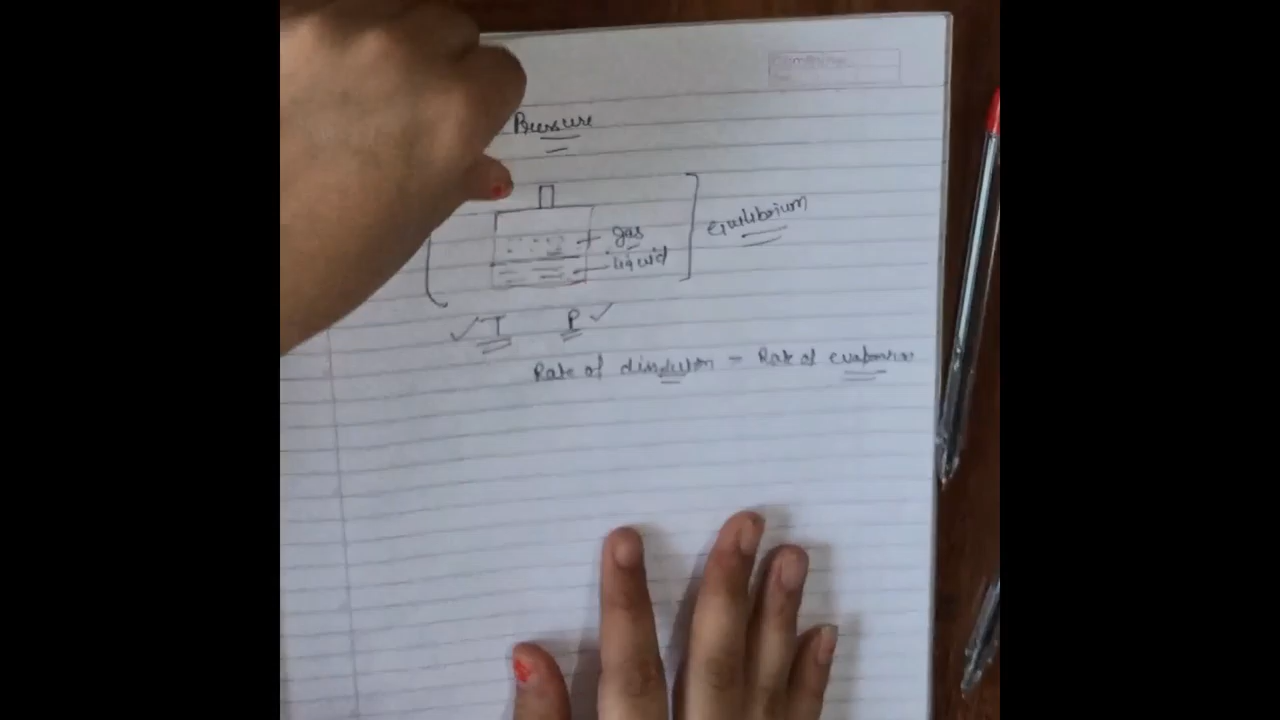 Pressure
Equilibrium
gas
liquid
T P
Rate of dissolution = Rate of evaporation